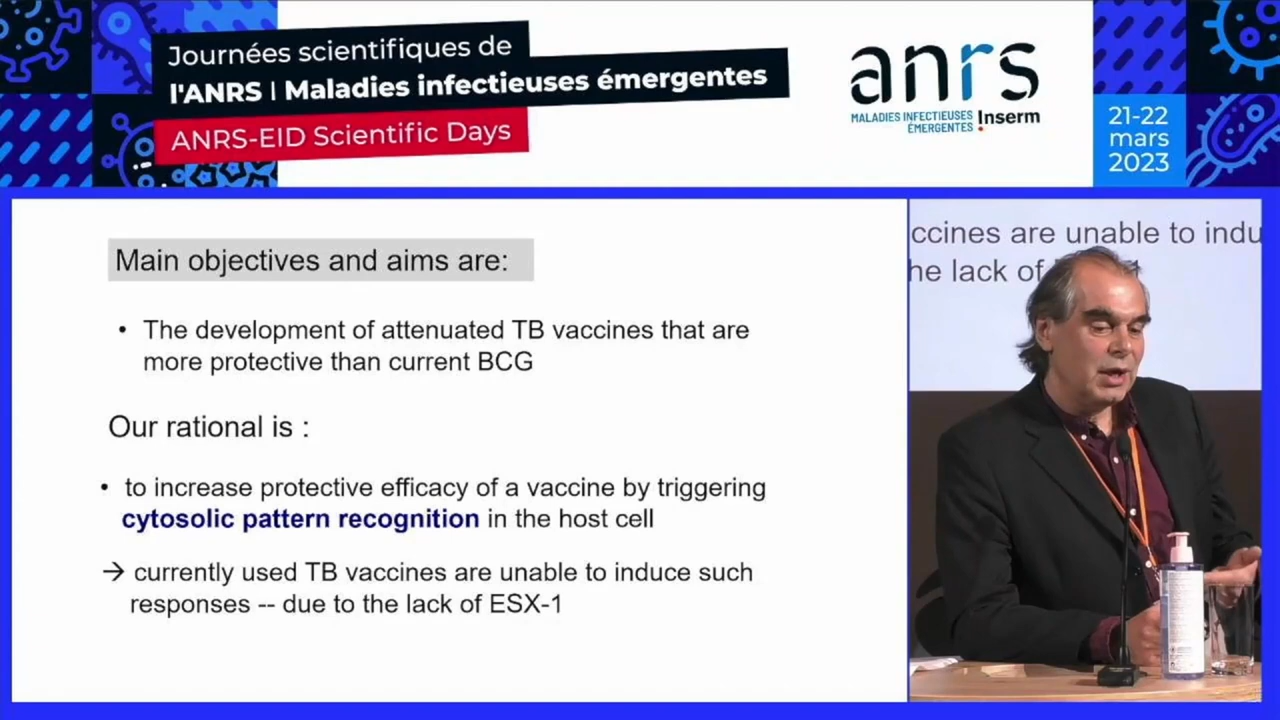 Journées scientifiques de
l'ANRS | Maladies infectieuses émergentes
ANRS-EID Scientific Days
anrs
MALADIES INFECTIEUSES
ÉMERGENTES
Inserm
21-22
mars
2023
Main objectives and aims are:
• The development of attenuated TB vaccines that are
more protective than current BCG
Our rational is :
• to increase protective efficacy of a vaccine by triggering
cytosolic pattern recognition in the host cell
→ currently used TB vaccines are unable to induce such
responses -- due to the lack of ESX-1
ccines are unable to indu
he lack of